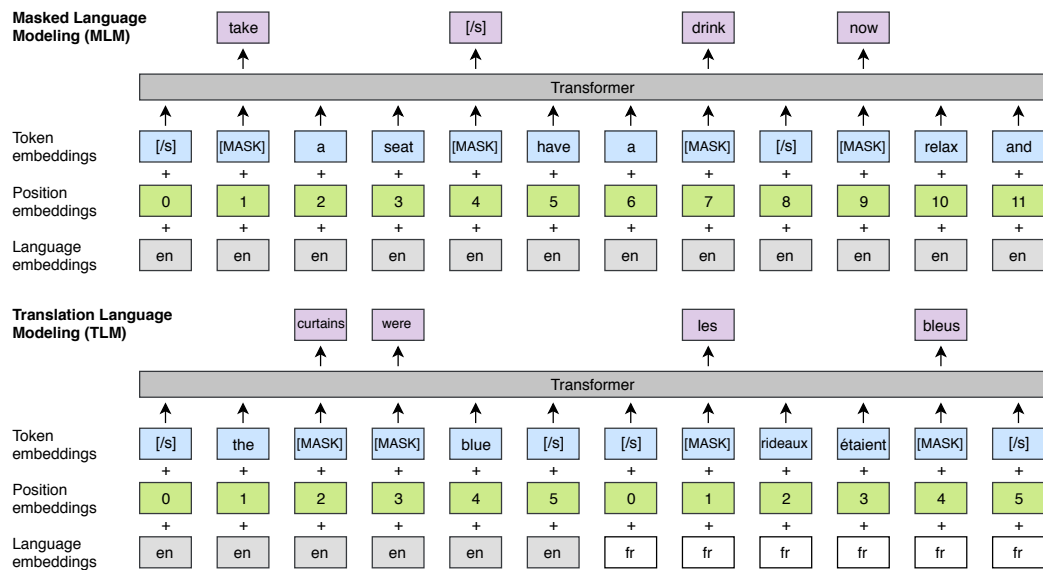 Masked Language
Modeling (MLM)
take [/s] drink now
Transformer
Token
embeddings
[/s] [MASK] a seat [MASK] have a [MASK] [/s] [MASK] relax and
+ + + + + + + + + + + +
Position
embeddings
0 1 2 3 4 5 6 7 8 9 10 11
+ + + + + + + + + + + +
Language
embeddings
en en en en en en en en en en en en
Translation Language
Modeling (TLM)
curtains were les bleus
Transformer
Token
embeddings
[/s] the [MASK] [MASK] blue [/s] [/s] [MASK] rideaux étaient [MASK] [/s]
+ + + + + + + + + + + +
Position
embeddings
0 1 2 3 4 5 0 1 2 3 4 5
+ + + + + + + + + + + +
Language
embeddings
en en en en en en fr fr fr fr fr fr